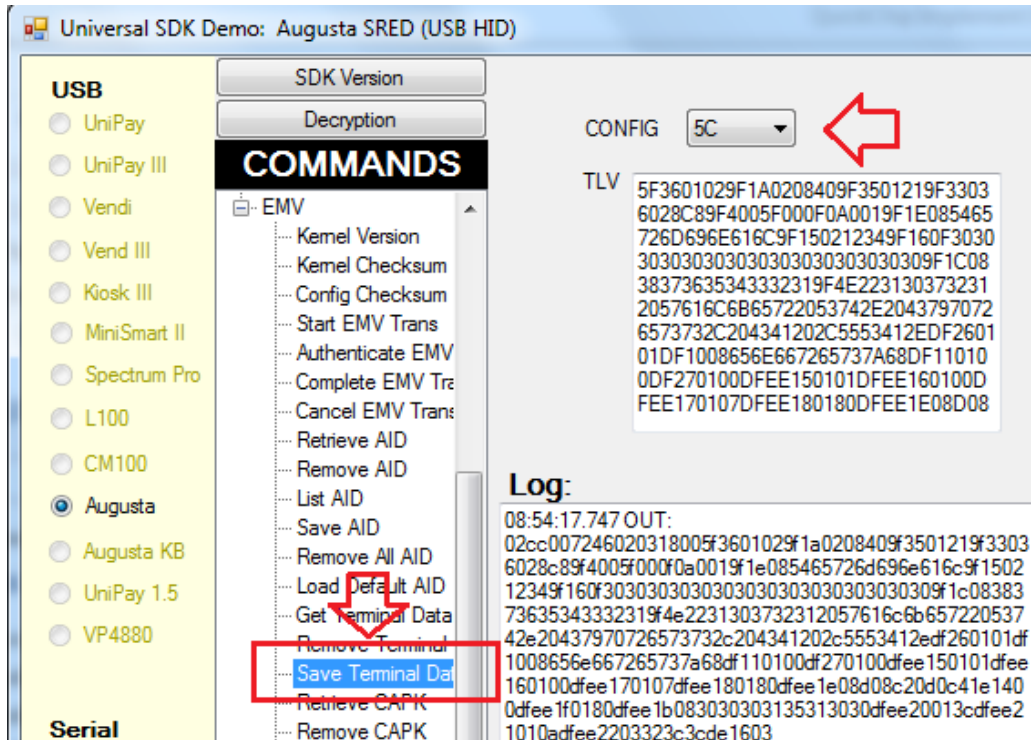 Universal SDK Demo: Augusta SRED (USB HID)
USB
UniPay
UniPay III
Vendi
Vend III
Kiosk III
MiniSmart II
Spectrum Pro
L100
CM100
Augusta
Augusta KB
UniPay 1.5
VP4880
Serial
SDK Version
Decryption
COMMANDS
EMV
Kernel Version
Kernel Checksum
Config Checksum
Start EMV Trans
Authenticate EMV
Complete EMV Tra
Cancel EMV Trans
Retrieve AID
Remove AID
List AID
Save AID
Remove All AID
Load Default AID
Get Terminal Data
Remove Terminal
Save Terminal Dat
Retrieve CAPK
Remove CAPK
CONFIG 5C
TLV
5F3601029F1A0208409F3501219F3303
6028C89F4005F000F0A0019F1E085465
726D696E616C9F150212349F160F3030
303030303030303030303030309F1C08
38373635343332319F4E223130373231
2057616C6B65722053742E2043797072
6573732C204341202C5553412EDF2601
01DF1008656E667265737A68DF11010
0DF270100DFEE150101DFEE160100D
FEE170107DFEE180180DFEE1E08D08
Log:
08:54:17.747 OUT:
02cc007246020318005f3601029f1a0208409f3501219f3303
6028c89f4005f000f0a0019f1e085465726d696e616c9f1502
12349f160f3030303030303030303030303030309f1c08383
73635343332319f4e2231303732312057616c6b657220537
42e20437970726573732c204341202c5553412edf260101df
1008656e667265737a68df110100df270100dfee150101dfee
160100dfee170107dfee180180dfee1e08d08c20d0c41e140
0dfee1f0180dfee1b083030303135313030dfee20013cdfee2
1010adfee2203323c3cde1603